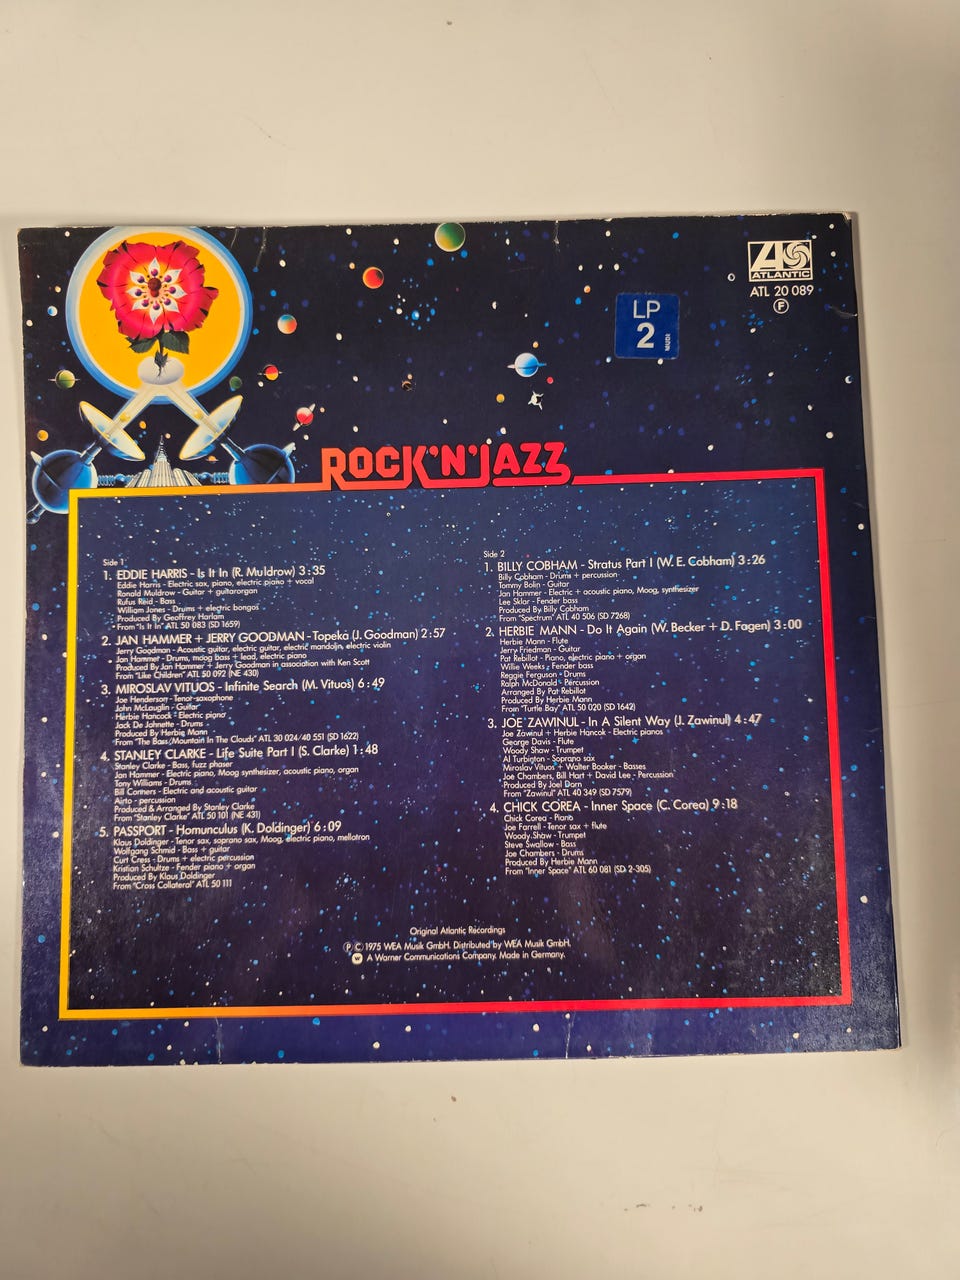 ATLANTIC
ATL 20 089
F
LP
2
ROCK'N'JAZZ
Side 1
1. EDDIE HARRIS - Is It In (R. Muldrow) 3:35
Eddie Harris - Electric sax, piano, electric piano + vocal
Ronald Muldrow - Guitar + guitarorgan
Rufus Reid - Bass
William Jones - Drums + electric bongos
Produced by Geoffrey Harlam
From "Is It In" ATL 50 083 (SD 1659)
2. JAN HAMMER + JERRY GOODMAN - Topeka (J. Goodman) 2:57
Jerry Goodman - Acoustic guitar, electric guitar, electric mandolin, electric violin
Jan Hammer - Drums, moog bass + lead, electric piano
Produced by Jan Hammer + Jerry Goodman in association with Ken Scott
From "Like Children" ATL 50 092 (NE 430)
3. MIROSLAV VITUOS - Infinite Search (M. Vituos) 6:49
Joe Henderson - Tenor-saxophone
John McLauglin - Guitar
Herbie Hancock - Electric piano
Jack De Johnette - Drums
Produced by Herbie Mann
From "The Bass/Mountain In The Clouds" ATL 30 024/40 551 (SD 1622)
4. STANLEY CLARKE - Life Suite Part I (S. Clarke) 1:48
Stanley Clarke - Bass, fuzz phaser
Jan Hammer - Electric piano, Moog synthesizer, acoustic piano, organ
Tony Williams - Drums
Bill Connors - Electric and acoustic guitar
Airto - percussion
Produced & Arranged By Stanley Clarke
From "Stanley Clarke" ATL 50 101 (NE 431)
5. PASSPORT - Homunculus (K. Doldinger) 6:09
Klaus Doldinger - Tenor sax, soprano sax, Moog, electric piano, mellotron
Wolfgang Schmid - Bass + guitar
Curt Cress - Drums + electric percussion
Kristian Schultze - Fender piano + organ
Produced By Klaus Doldinger
From "Cross Collateral" ATL 50 111
Side 2
1. BILLY COBHAM - Stratus Part I (W. E. Cobham) 3:26
Billy Cobham - Drums + percussion
Tommy Bolin - Guitar
Jan Hammer - Electric + acoustic piano, Moog, synthesizer
Lee Sklar - Fender bass
Produced By Billy Cobham
From "Spectrum" ATL 40 506 (SD 7268)
2. HERBIE MANN - Do It Again (W. Becker + D. Fagen) 3:00
Herbie Mann - Flute
Jerry Friedman - Guitar
Pat Rebillot - Piano, electric piano + organ
Willie Weeks - Fender bass
Reggie Ferguson - Drums
Ralph McDonald - Percussion
Arranged By Pat Rebillot
Produced By Herbie Mann
From "Turtle Bay" ATL 50 020 (SD 1642)
3. JOE ZAWINUL - In A Silent Way (J. Zawinul) 4:47
Joe Zawinul + Herbie Hancok - Electric pianos
George Davis - Flute
Woody Shaw - Trumpet
Al Turbinton - Soprano sax
Miroslav Vituos + Walter Booker - Basses
Joe Chambers, Bill Hart + David Lee - Percussion
Produced By Joel Dorn
From "Zawinul" ATL 40 349 (SD 7579)
4. CHICK COREA - Inner Space (C. Corea) 9:18
Chick Corea - Piano
Joe Farrell - Tenor sax + flute
Woody Shaw - Trumpet
Steve Swallow - Bass
Joe Chambers - Drums
Produced By Herbie Mann
From "Inner Space" ATL 60 081 (SD 2-305)
Original Atlantic Recordings
Ⓟ Ⓒ 1975 WEA Musik GmbH. Distributed by WEA Musik GmbH.
A Warner Communications Company. Made in Germany.